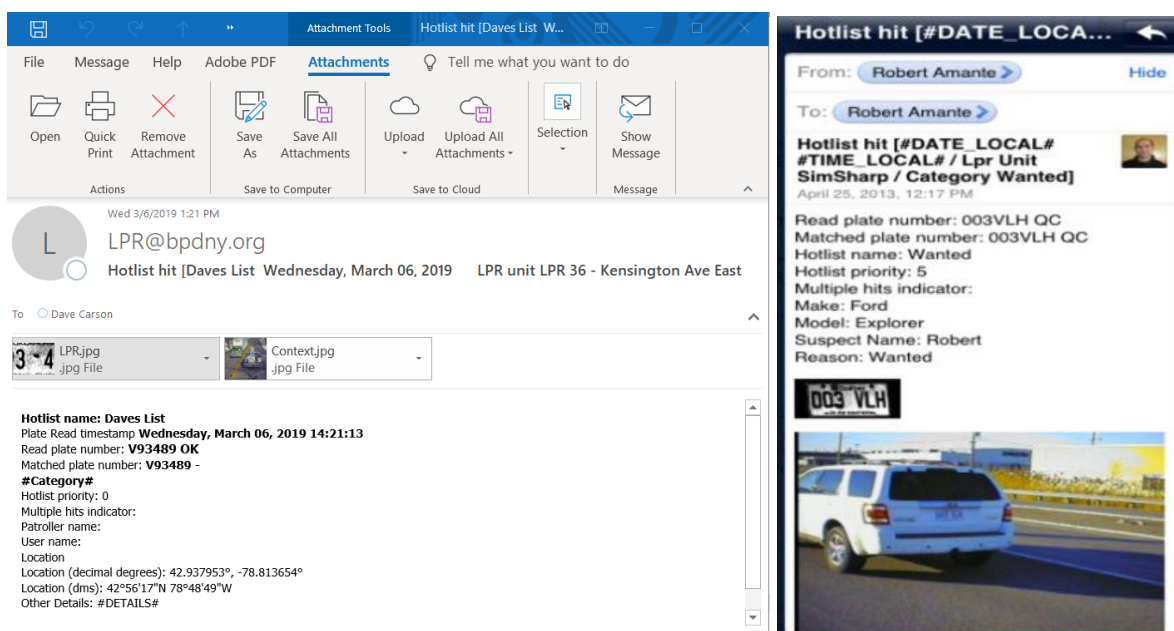 Attachment Tools
Hotlist hit [Daves List W...
File Message Help Adobe PDF Attachments Tell me what you want to do
Open
Quick Print
Remove Attachment
Save As
Save All Attachments
Upload
Upload All Attachments
Selection
Show Message
Actions
Save to Computer
Save to Cloud
Message
Wed 3/6/2019 1:21 PM
L
LPR@bpdny.org
Hotlist hit [Daves List Wednesday, March 06, 2019 LPR unit LPR 36 - Kensington Ave East
To Dave Carson
3-4
LPR.jpg
.jpg File
Context.jpg
.jpg File
Hotlist name: Daves List
Plate Read timestamp Wednesday, March 06, 2019 14:21:13
Read plate number: V93489 OK
Matched plate number: V93489 -
#Category#
Hotlist priority: 0
Multiple hits indicator:
Patroller name:
User name:
Location
Location (decimal degrees): 42.937953°, -78.813654°
Location (dms): 42°56'17"N 78°48'49"W
Other Details: #DETAILS#
Hotlist hit [#DATE_LOCA...
From: Robert Amante
Hide
To: Robert Amante
Hotlist hit [#DATE_LOCAL#
#TIME_LOCAL# / Lpr Unit
SimSharp / Category Wanted]
April 25, 2013, 12:17 PM
Read plate number: 003VLH QC
Matched plate number: 003VLH QC
Hotlist name: Wanted
Hotlist priority: 5
Multiple hits indicator:
Make: Ford
Model: Explorer
Suspect Name: Robert
Reason: Wanted
003 VLH